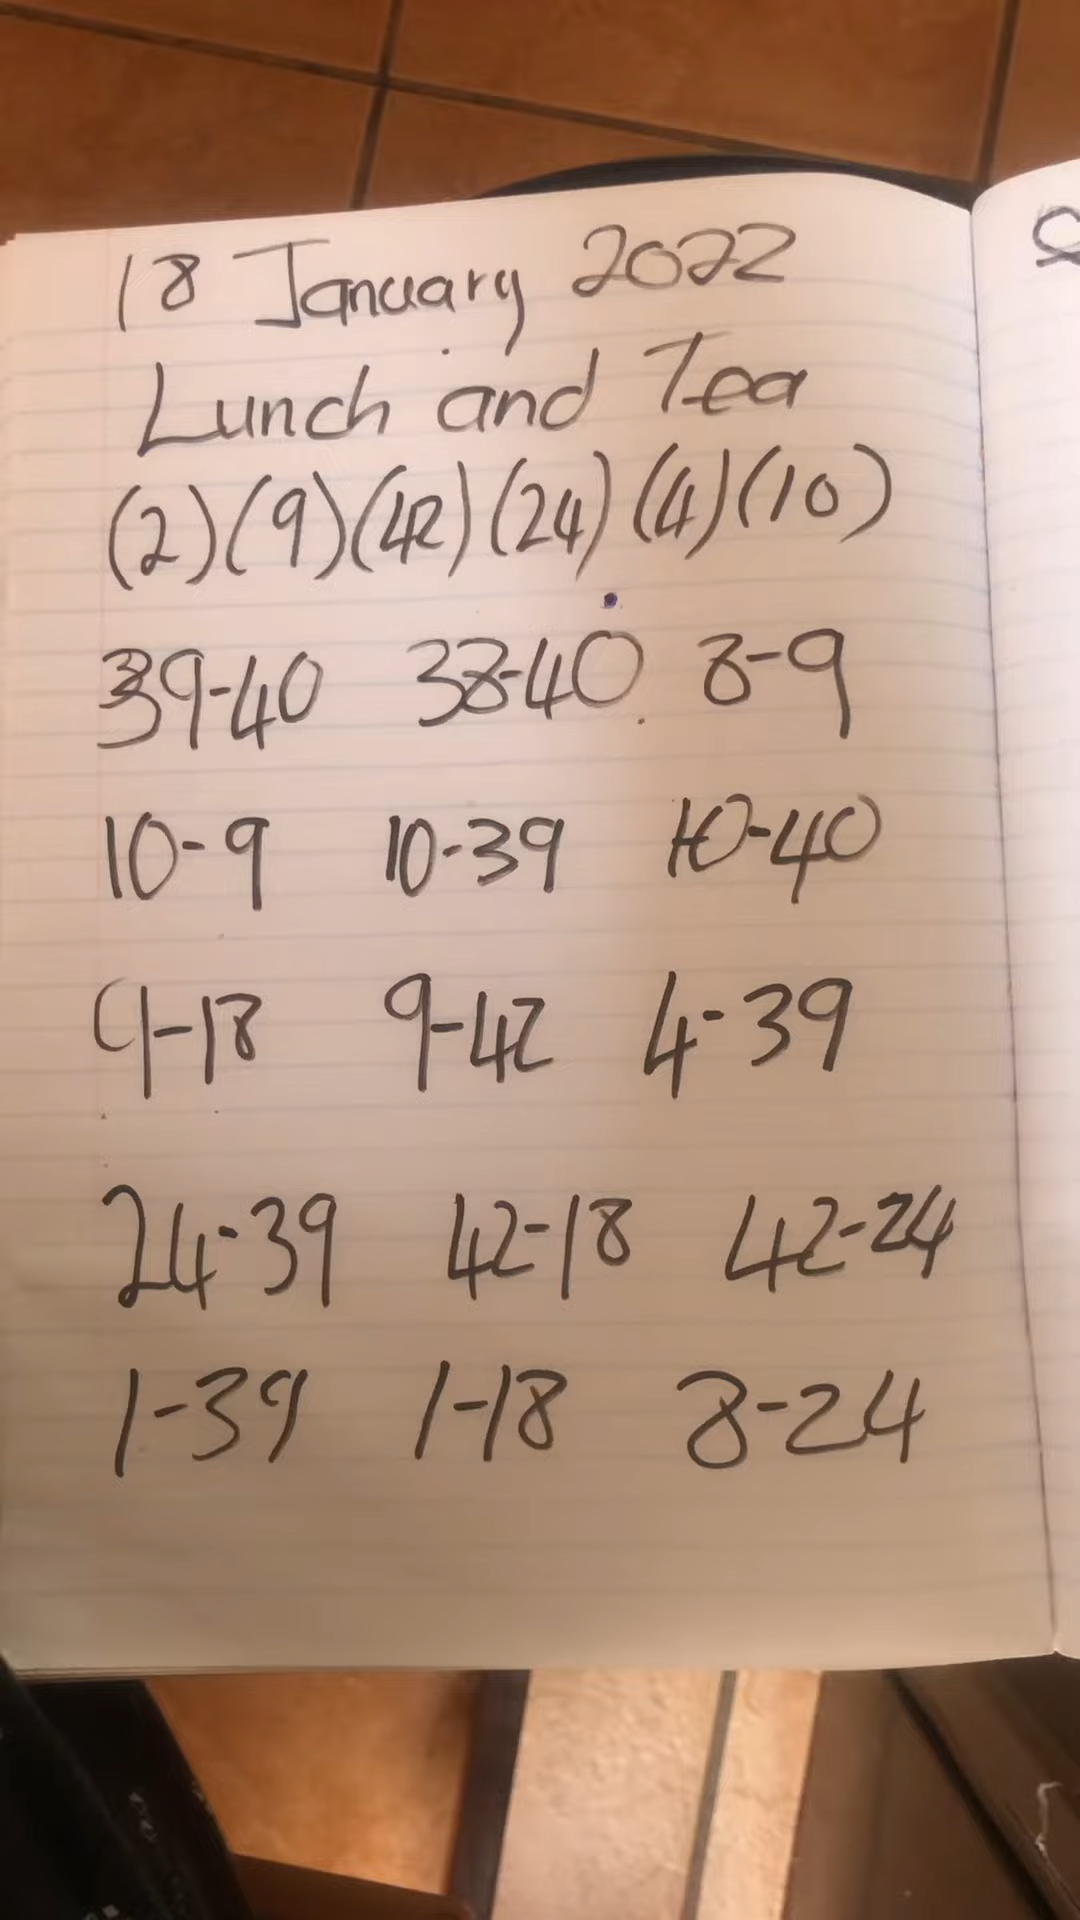 18 January 2022
Lunch and Tea
(2)(9)(42)(24)(4)(10)
39-40 38-40 8-9
10-9 10-39 10-40
9-18 9-42 4-39
24-39 42-18 42-24
1-39 1-18 8-24